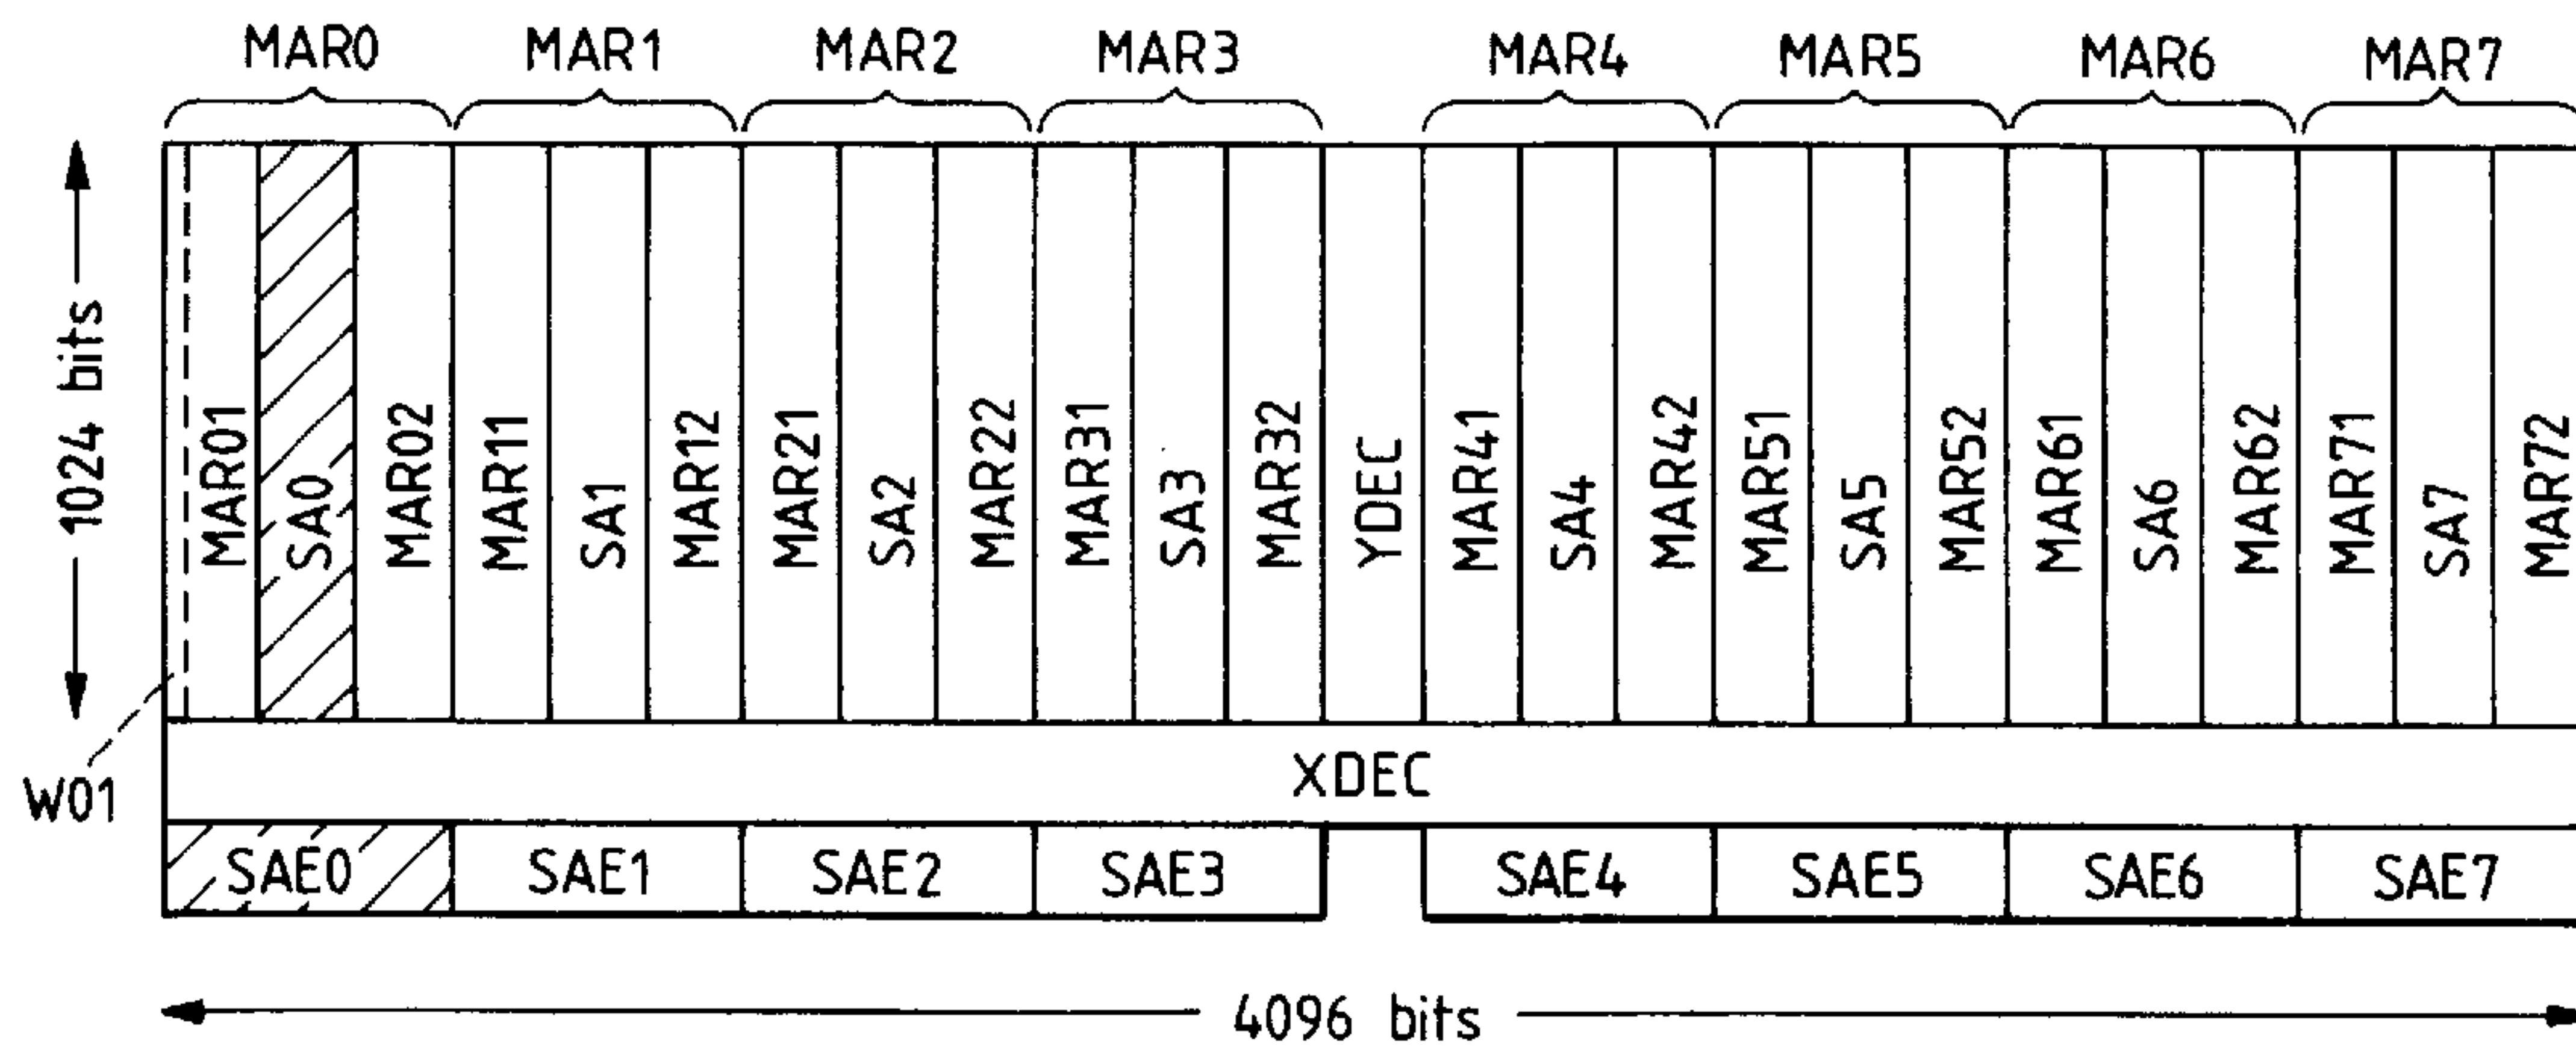 MAR0 MAR1 MAR2 MAR3 MAR4 MAR5 MAR6 MAR7
1024 bits
MAR01 SA0 MAR02 MAR11 SA1 MAR12 MAR21 SA2 MAR22 MAR31 SA3 MAR32 YDEC MAR41 SA4 MAR42 MAR51 SA5 MAR52 MAR61 SA6 MAR62 MAR71 SA7 MAR72
XDEC
W01
SAE0 SAE1 SAE2 SAE3 SAE4 SAE5 SAE6 SAE7
4096 bits